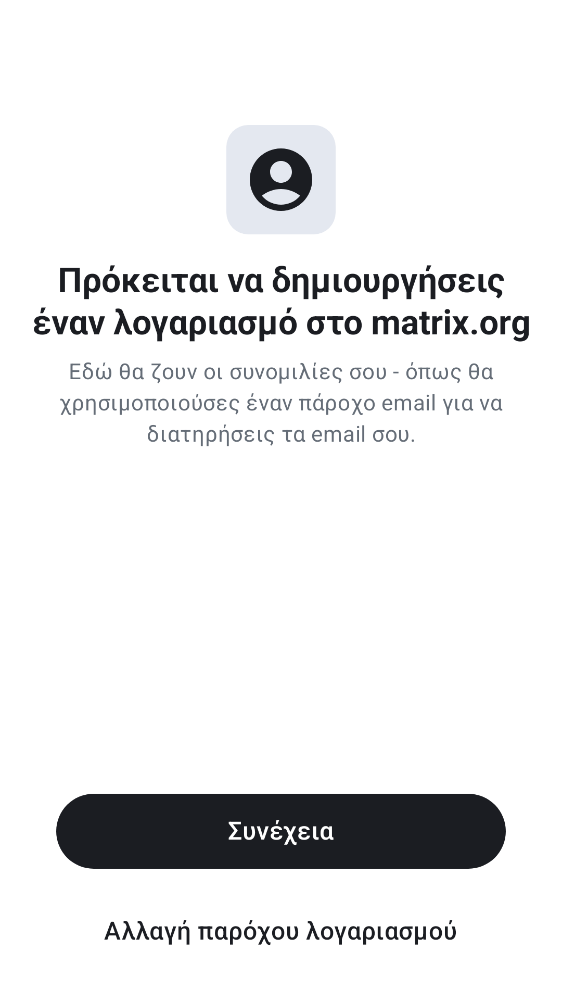 Πρόκειται να δημιουργήσεις
έναν λογαριασμό στο matrix.org
Εδώ θα ζουν οι συνομιλίες σου - όπως θα
χρησιμοποιούσες έναν πάροχο email για να
διατηρήσεις τα email σου.
Συνέχεια
Αλλαγή παρόχου λογαριασμού